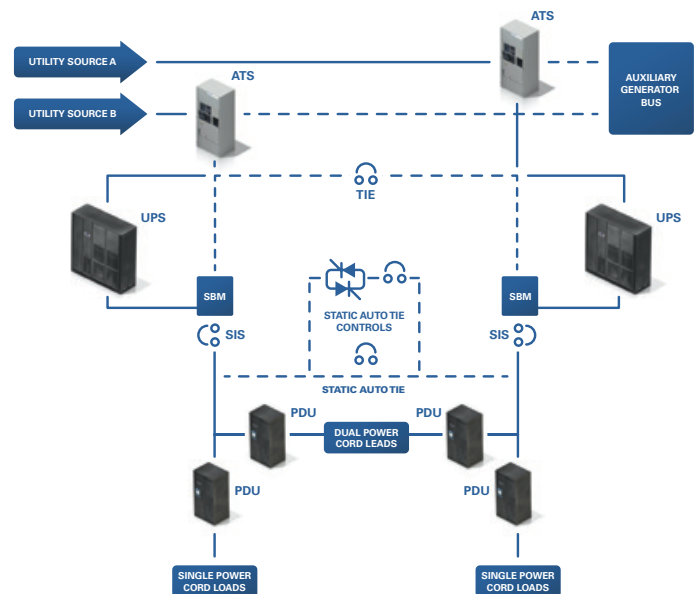 ATS
UTILITY SOURCE A
ATS
AUXILIARY
GENERATOR
BUS
UTILITY SOURCE B
TIE
UPS
UPS
SBM
SBM
STATIC AUTO TIE
CONTROLS
SIS
SIS
STATIC AUTO TIE
PDU
PDU
DUAL POWER
CORD LEADS
PDU
PDU
SINGLE POWER
CORD LOADS
SINGLE POWER
CORD LOADS